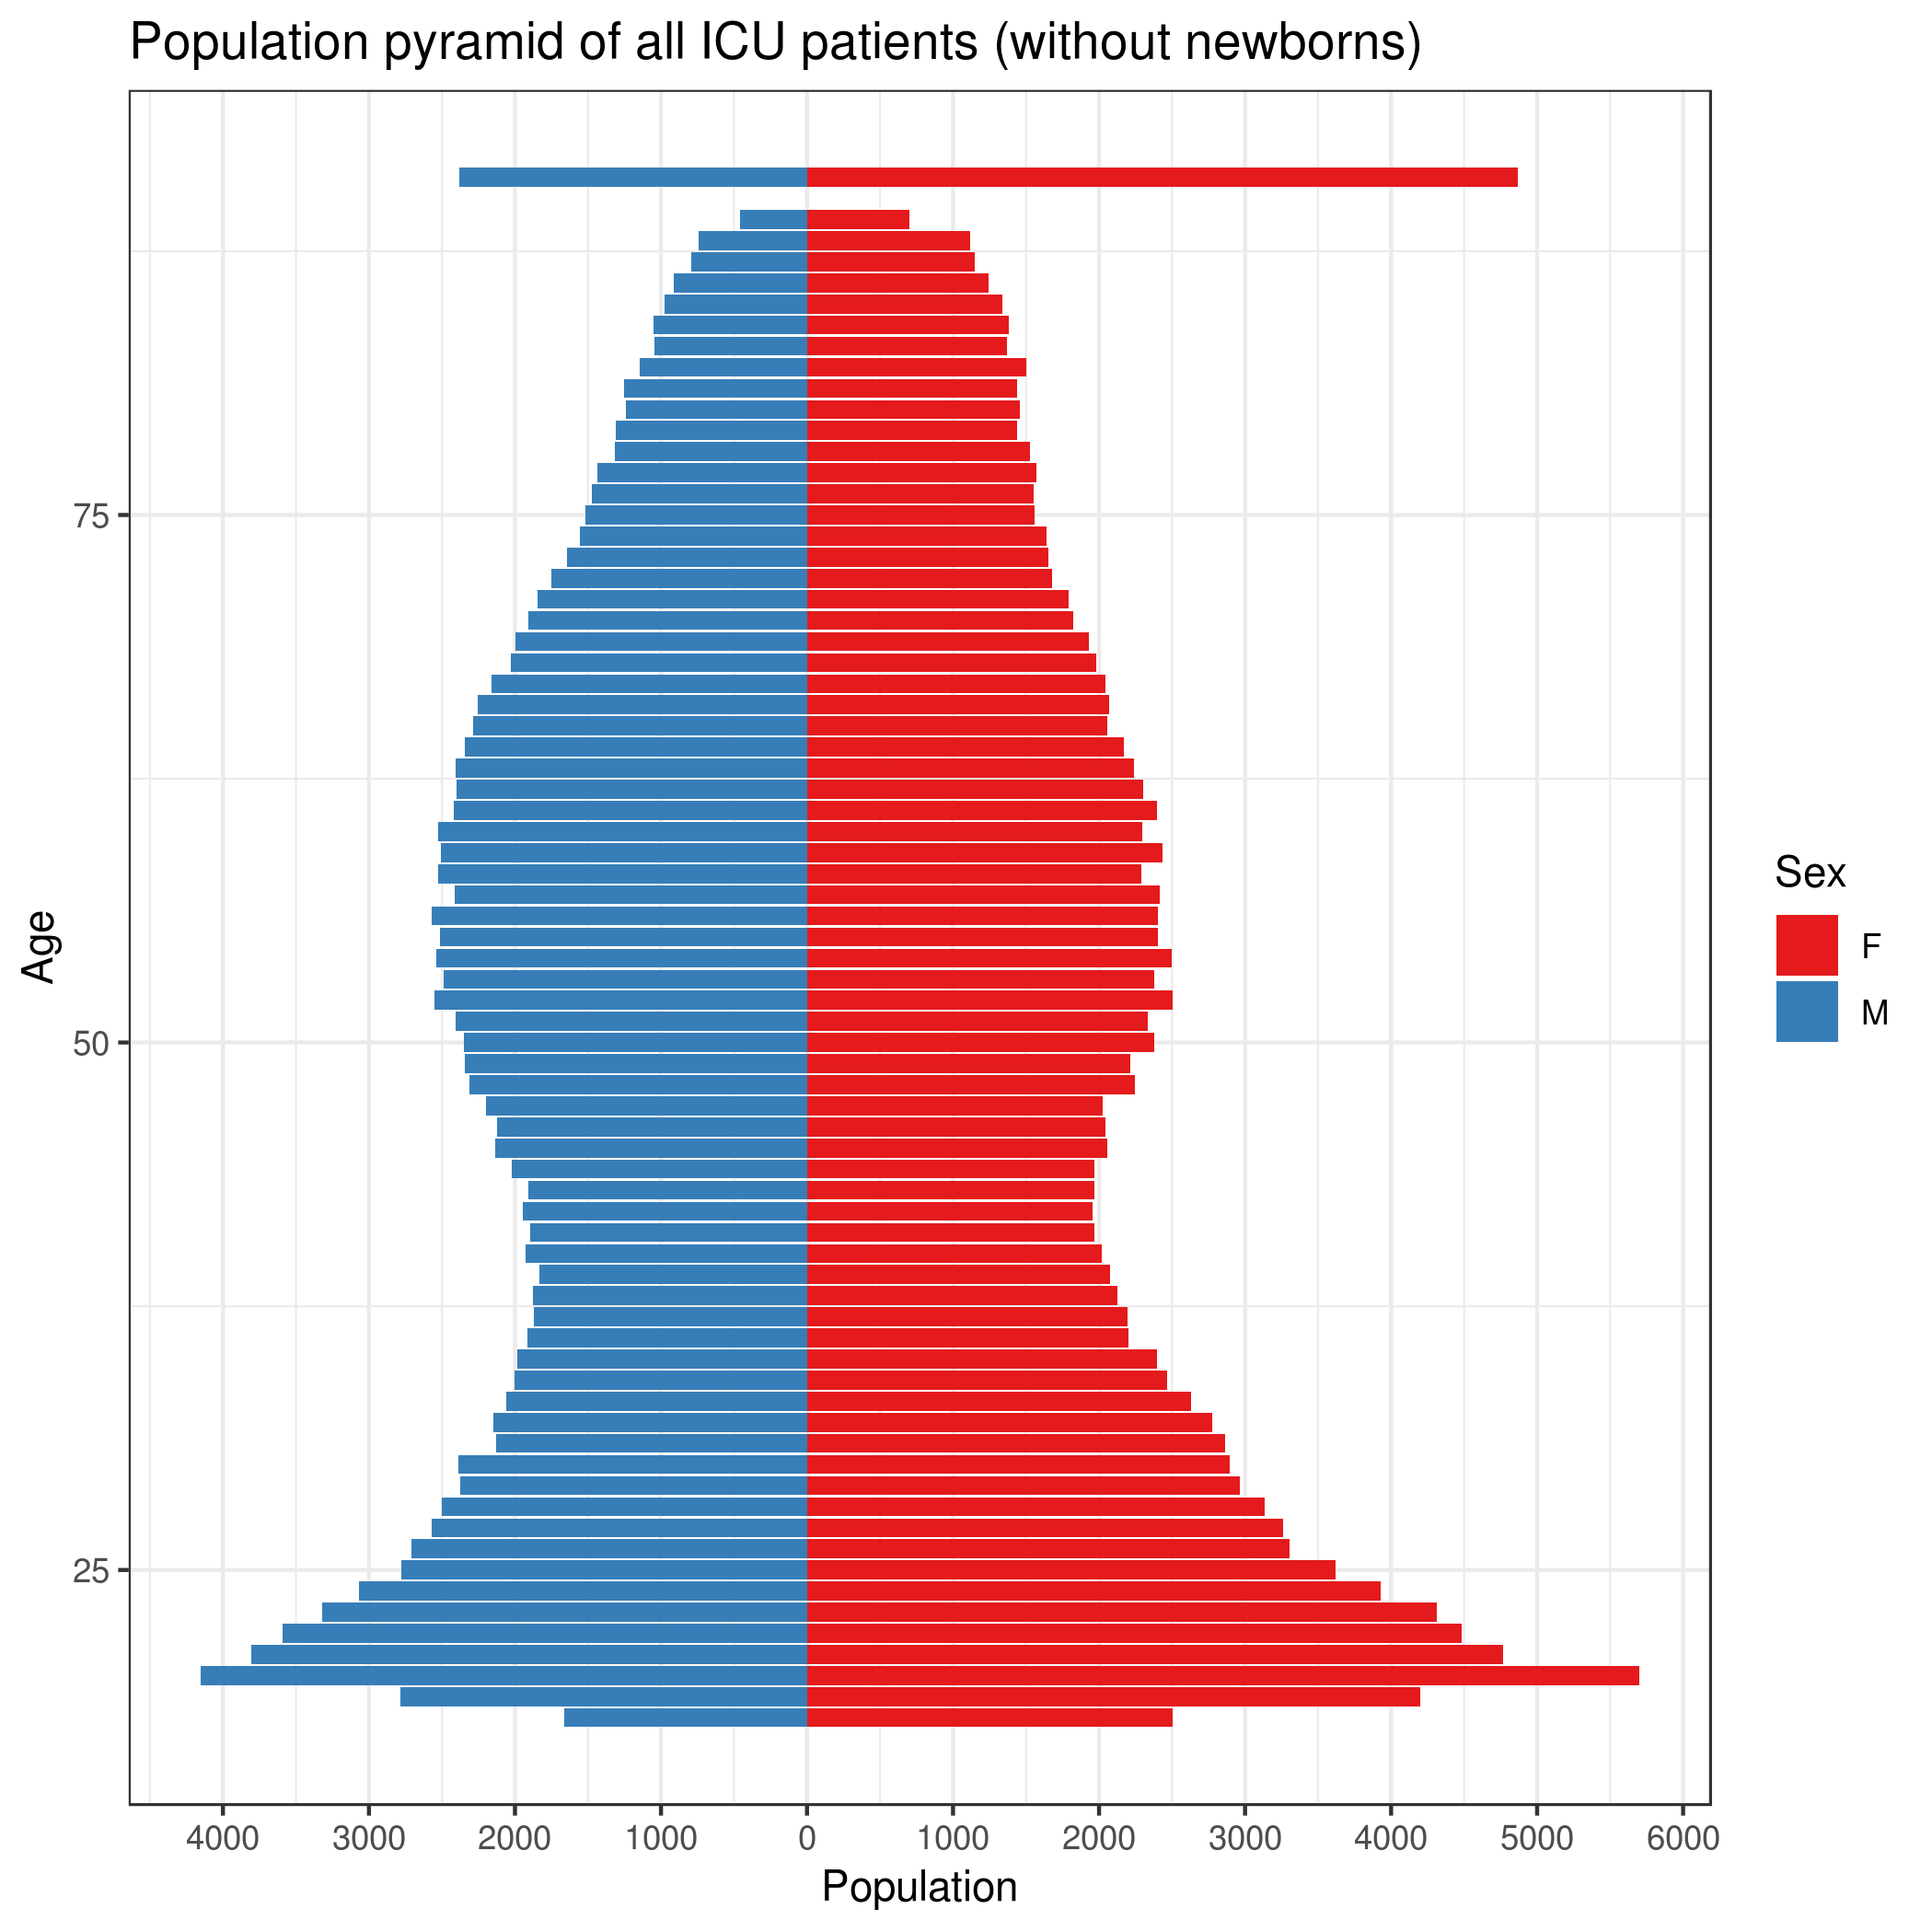 Population pyramid of all ICU patients (without newborns)
75
50
25
Age
4000 3000 2000 1000 0 1000 2000 3000 4000 5000 6000
Population
Sex
F
M